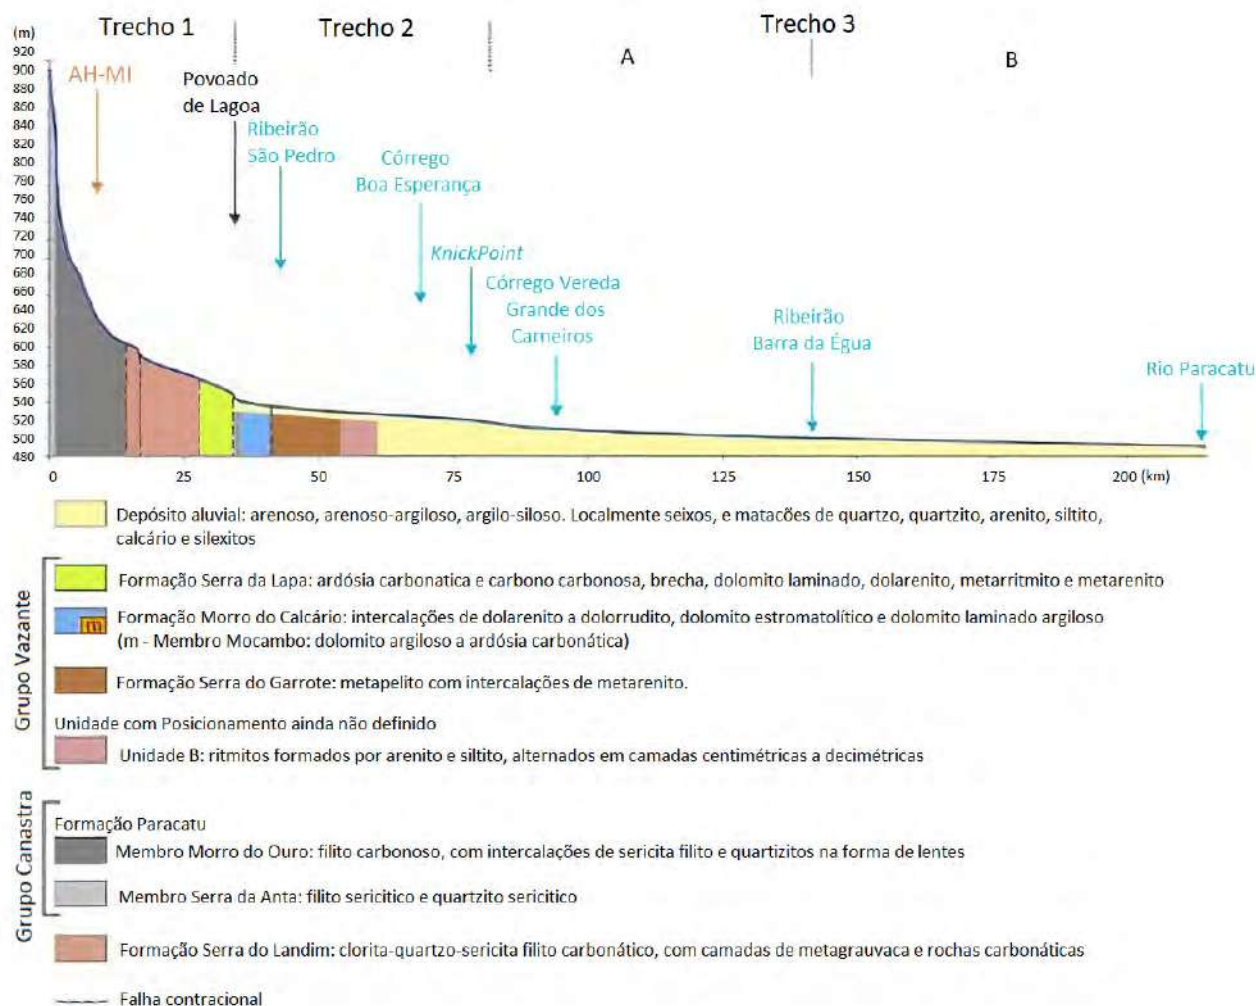 Trecho 1
Trecho 2
Trecho 3
A
B
(m)
920
900
880
860
840
820
800
780
760
740
720
700
680
660
640
620
600
580
560
540
520
500
480
AH-MI
Povoado
de Lagoa
Ribeirão
São Pedro
Córrego
Boa Esperança
KnickPoint
Córrego Vereda
Grande dos
Carneiros
Ribeirão
Barra da Égua
Rio Paracatu
0 25 50 75 100 125 150 175 200 (km)
Depósito aluvial: arenoso, arenoso-argiloso, argilo-siloso. Localmente seixos, e matacões de quartzo, quartzito, arenito, siltito,
calcário e silexitos
Grupo Vazante
Formação Serra da Lapa: ardósia carbonatica e carbono carbonosa, brecha, dolomito laminado, dolarenito, metarritmito e metarenito
m
Formação Morro do Calcário: intercalações de dolarenito a dolorrudito, dolomito estromatolítico e dolomito laminado argiloso
(m - Membro Mocambo: dolomito argiloso a ardósia carbonática)
Formação Serra do Garrote: metapelito com intercalações de metarenito.
Unidade com Posicionamento ainda não definido
Unidade B: ritmitos formados por arenito e siltito, alternados em camadas centimétricas a decimétricas
Grupo Canastra
Formação Paracatu
Membro Morro do Ouro: filito carbonoso, com intercalações de sericita filito e quartizitos na forma de lentes
Membro Serra da Anta: filito sericitico e quartzito sericitico
Formação Serra do Landim: clorita-quartzo-sericita filito carbonático, com camadas de metagrauvaca e rochas carbonáticas
Falha contracional